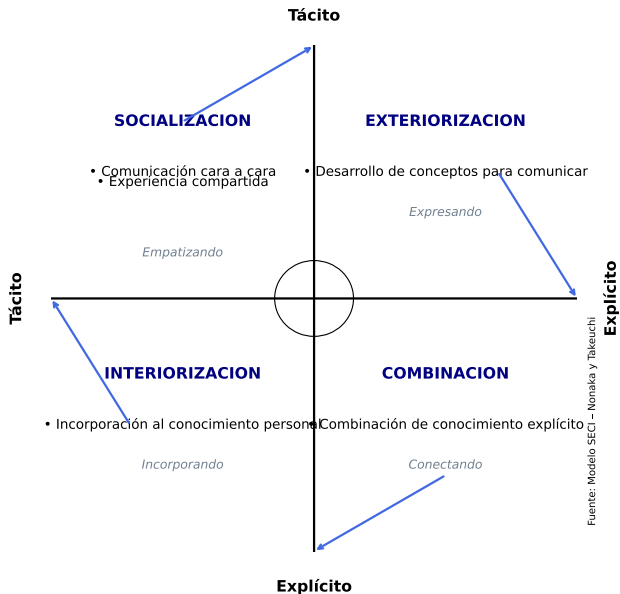 Tácito
SOCIALIZACION
• Comunicación cara a cara
• Experiencia compartida
Empatizando
EXTERIORIZACION
• Desarrollo de conceptos para comunicar
Expresando
Tácito
Explícito
INTERIORIZACION
• Incorporación al conocimiento personal
Incorporando
COMBINACION
• Combinación de conocimiento explícito
Conectando
Fuente: Modelo SECI – Nonaka y Takeuchi
Explícito